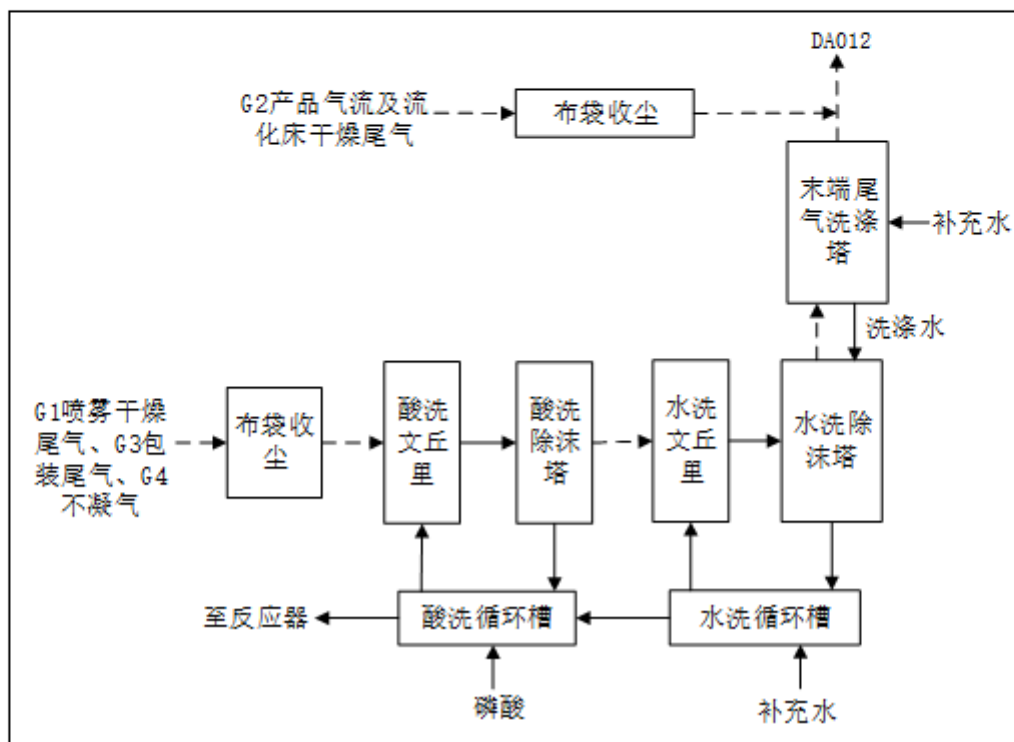 DA012
G2产品气流及流
化床干燥尾气
布袋收尘
末端尾
气洗涤
塔
补充水
洗涤水
G1喷雾干燥
尾气、G3包
装尾气、G4
不凝气
布袋收
尘
酸洗
文丘
里
酸洗
除沫
塔
水洗
文丘
里
水洗除
沫塔
至反应器
酸洗循环槽
水洗循环槽
磷酸
补充水